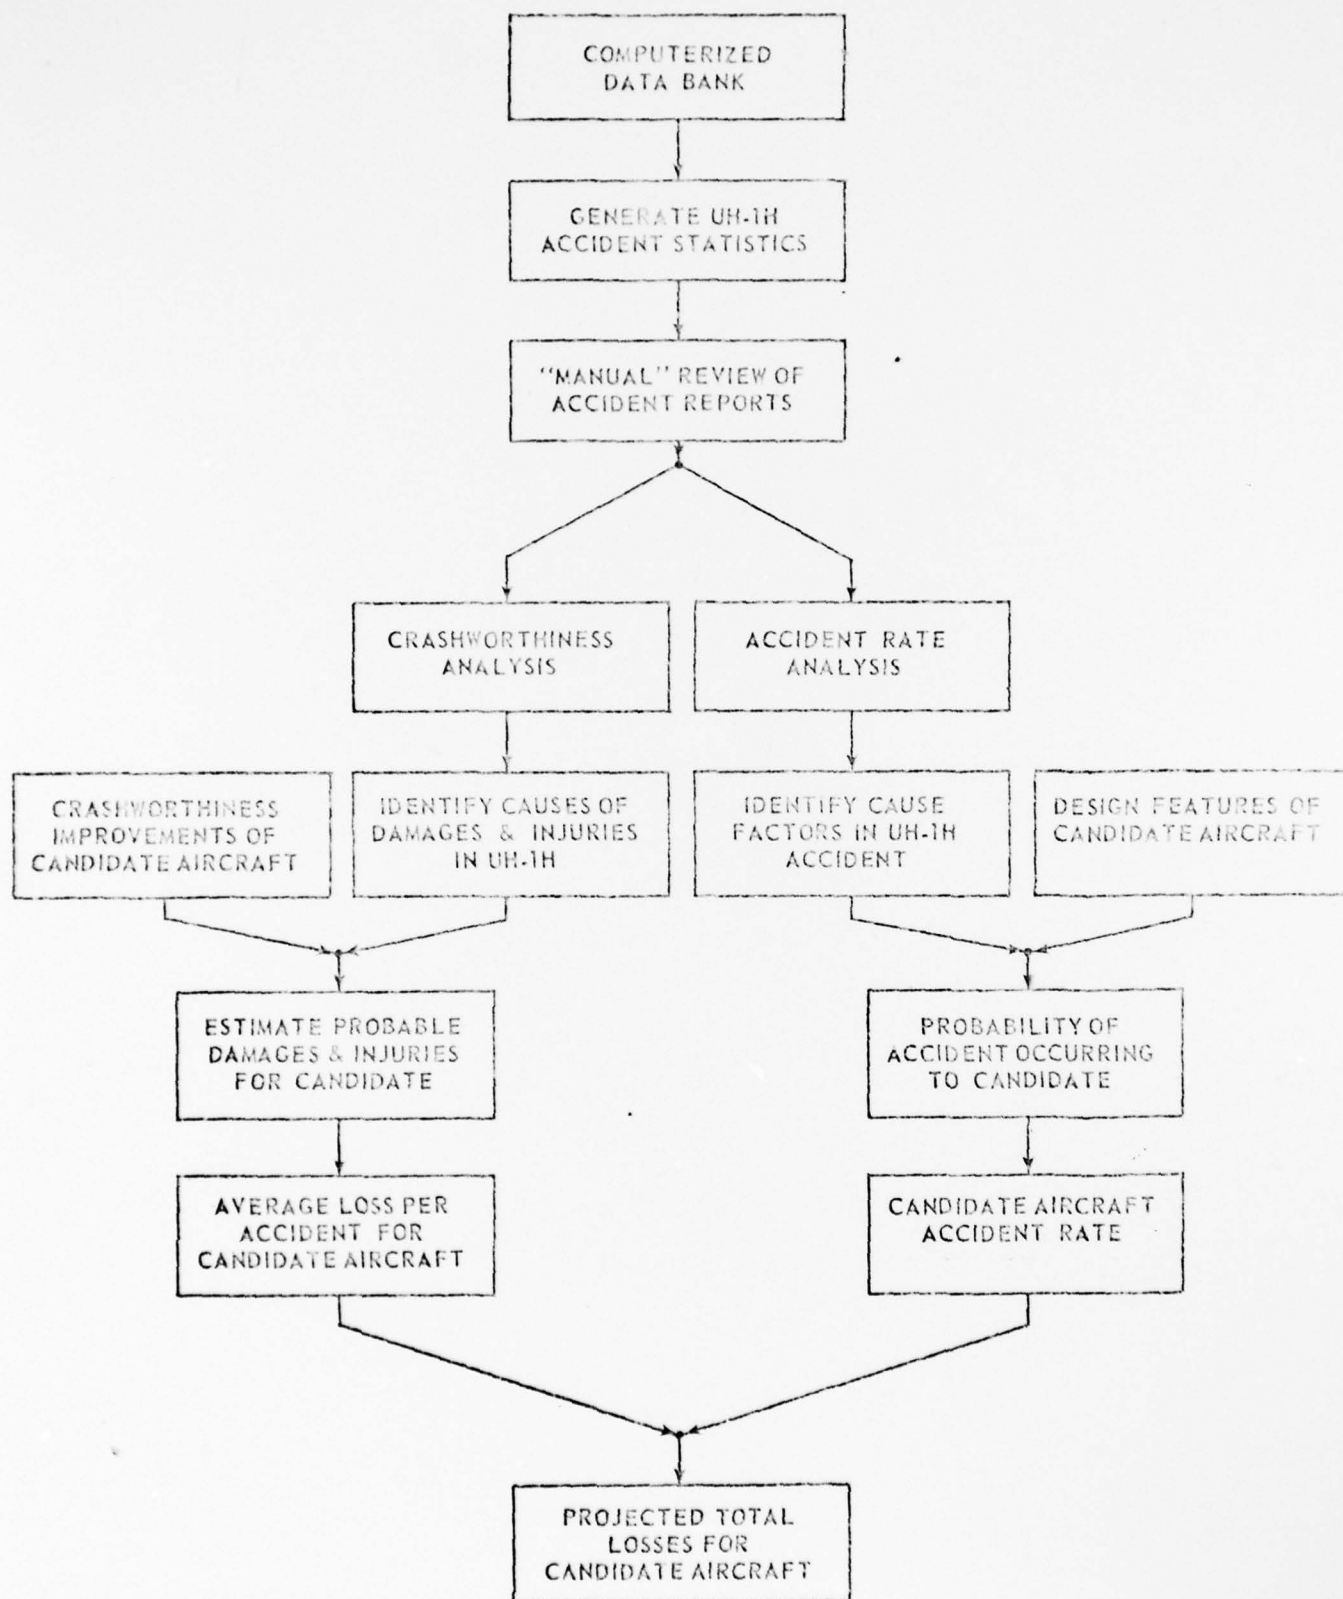 COMPUTERIZED
DATA BANK
GENERATE UH-1H
ACCIDENT STATISTICS
"MANUAL" REVIEW OF
ACCIDENT REPORTS
CRASHWORTHINESS
ANALYSIS
ACCIDENT RATE
ANALYSIS
CRASHWORTHINESS
IMPROVEMENTS OF
CANDIDATE AIRCRAFT
IDENTIFY CAUSES OF
DAMAGES & INJURIES
IN UH-1H
IDENTIFY CAUSE
FACTORS IN UH-1H
ACCIDENT
DESIGN FEATURES OF
CANDIDATE AIRCRAFT
ESTIMATE PROBABLE
DAMAGES & INJURIES
FOR CANDIDATE
PROBABILITY OF
ACCIDENT OCCURRING
TO CANDIDATE
AVERAGE LOSS PER
ACCIDENT FOR
CANDIDATE AIRCRAFT
CANDIDATE AIRCRAFT
ACCIDENT RATE
PROJECTED TOTAL
LOSSES FOR
CANDIDATE AIRCRAFT